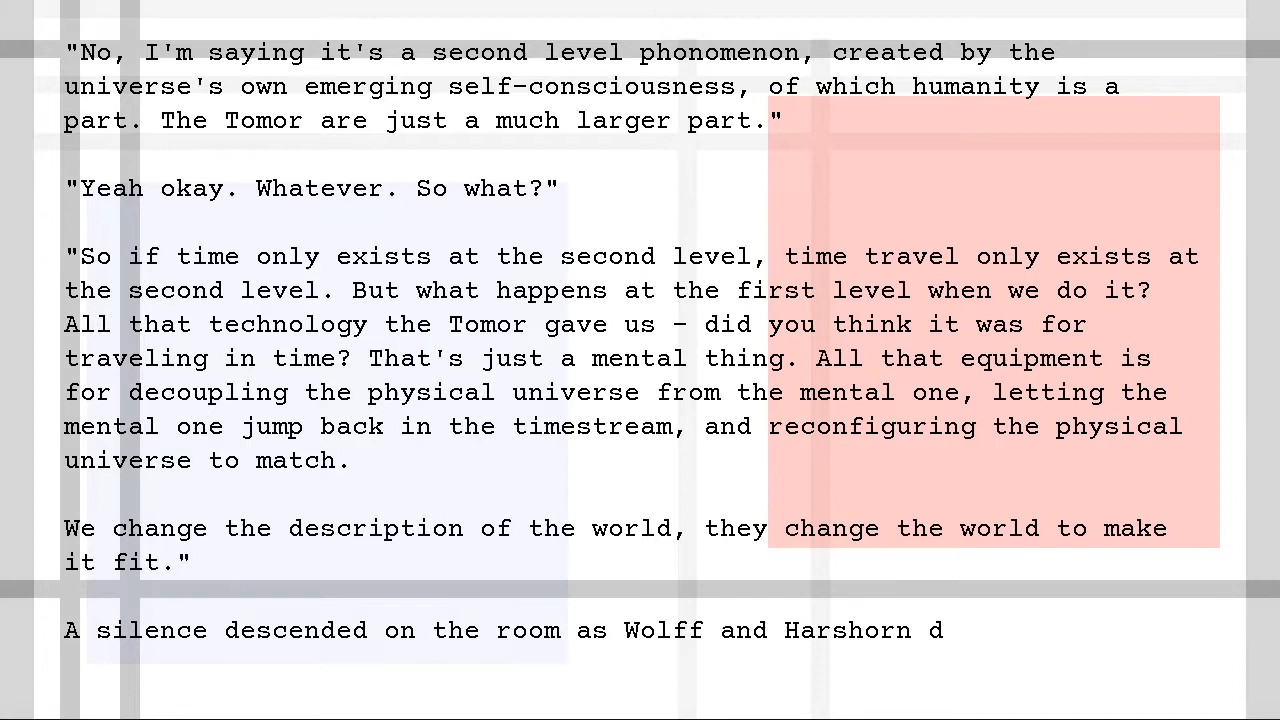 "No, I'm saying it's a second level phonomenon, created by the
universe's own emerging self-consciousness, of which humanity is a
part. The Tomor are just a much larger part."
"Yeah okay. Whatever. So what?"
"So if time only exists at the second level, time travel only exists at
the second level. But what happens at the first level when we do it?
All that technology the Tomor gave us - did you think it was for
traveling in time? That's just a mental thing. All that equipment is
for decoupling the physical universe from the mental one, letting the
mental one jump back in the timestream, and reconfiguring the physical
universe to match.
We change the description of the world, they change the world to make
it fit."
A silence descended on the room as Wolff and Harshorn d